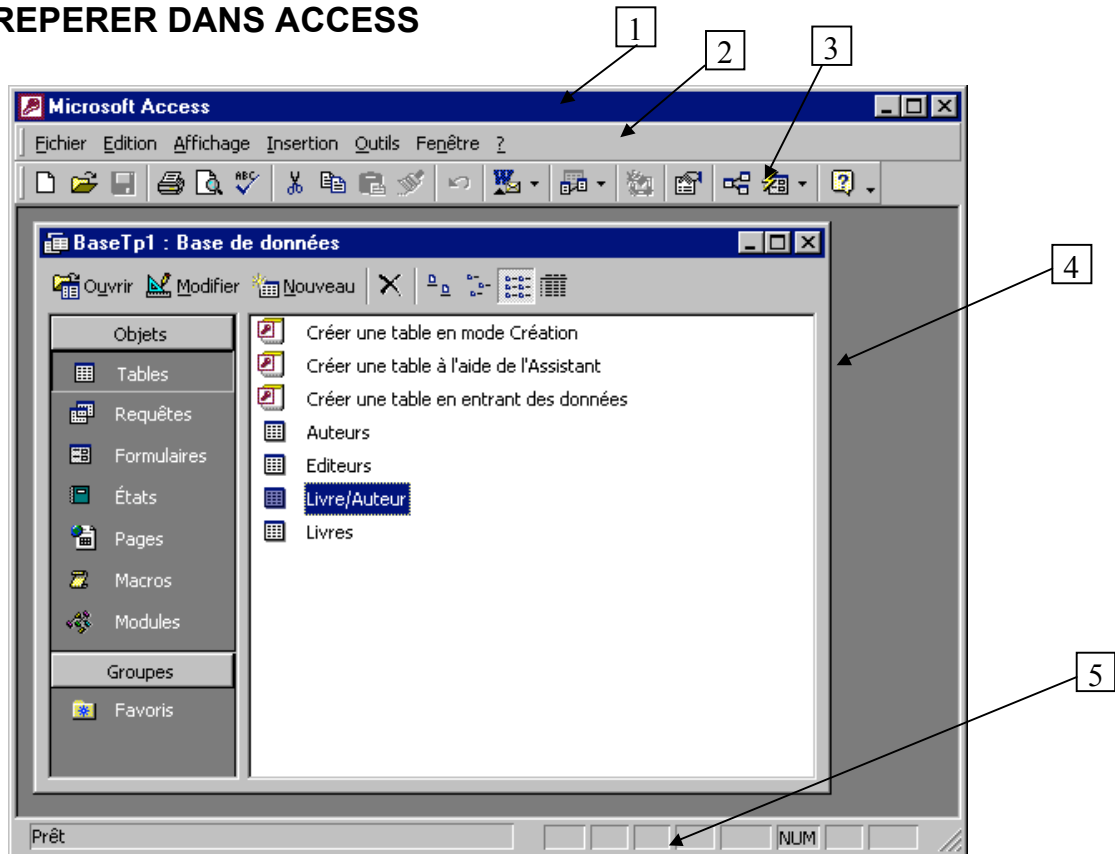 REPERER DANS ACCESS
1
2
3
Microsoft Access
Fichier Edition Affichage Insertion Outils Fenêtre ?
ABC
W
?
BaseTp1 : Base de données
4
Ouvrir Modifier Nouveau
Objets
Tables
Requêtes
Formulaires
États
Pages
Macros
Modules
Groupes
Favoris
Créer une table en mode Création
Créer une table à l'aide de l'Assistant
Créer une table en entrant des données
Auteurs
Editeurs
Livre/Auteur
Livres
5
Prêt
NUM